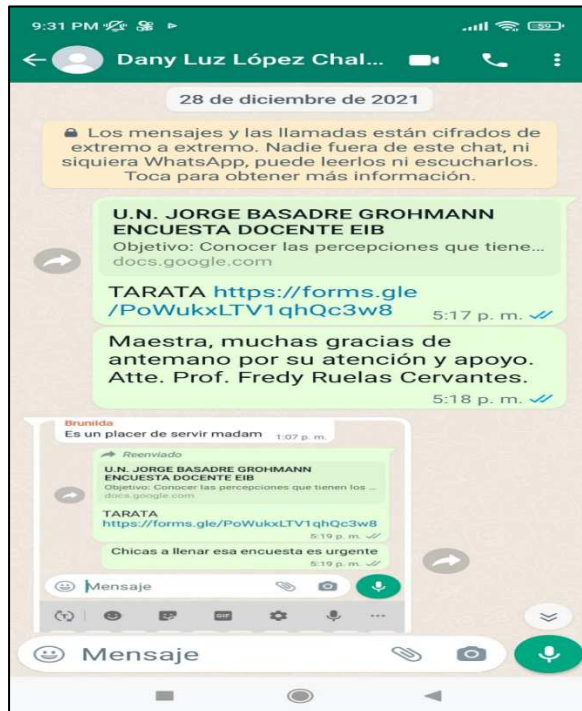 9:31 PM
59
Dany Luz López Chal...
28 de diciembre de 2021
Los mensajes y las llamadas están cifrados de
extremo a extremo. Nadie fuera de este chat, ni
siquiera WhatsApp, puede leerlos ni escucharlos.
Toca para obtener más información.
U.N. JORGE BASADRE GROHMANN
ENCUESTA DOCENTE EIB
Objetivo: Conocer las percepciones que tiene...
docs.google.com
TARATA https://forms.gle
/PoWukxLTV1qhQc3w8
5:17 p. m.
Maestra, muchas gracias de
antemano por su atención y apoyo.
Atte. Prof. Fredy Ruelas Cervantes.
5:18 p. m.
Brunilda
Es un placer de servir madam 1:07 p. m.
Reenviado
U.N. JORGE BASADRE GROHMANN
ENCUESTA DOCENTE EIB
Objetivo: Conocer las percepciones que tienen los ...
docs.google.com
TARATA
https://forms.gle/PoWukxLTV1qhQc3w8
5:19 p. m.
Chicas a llenar esa encuesta es urgente
5:19 p. m.
Mensaje
GIF
Mensaje